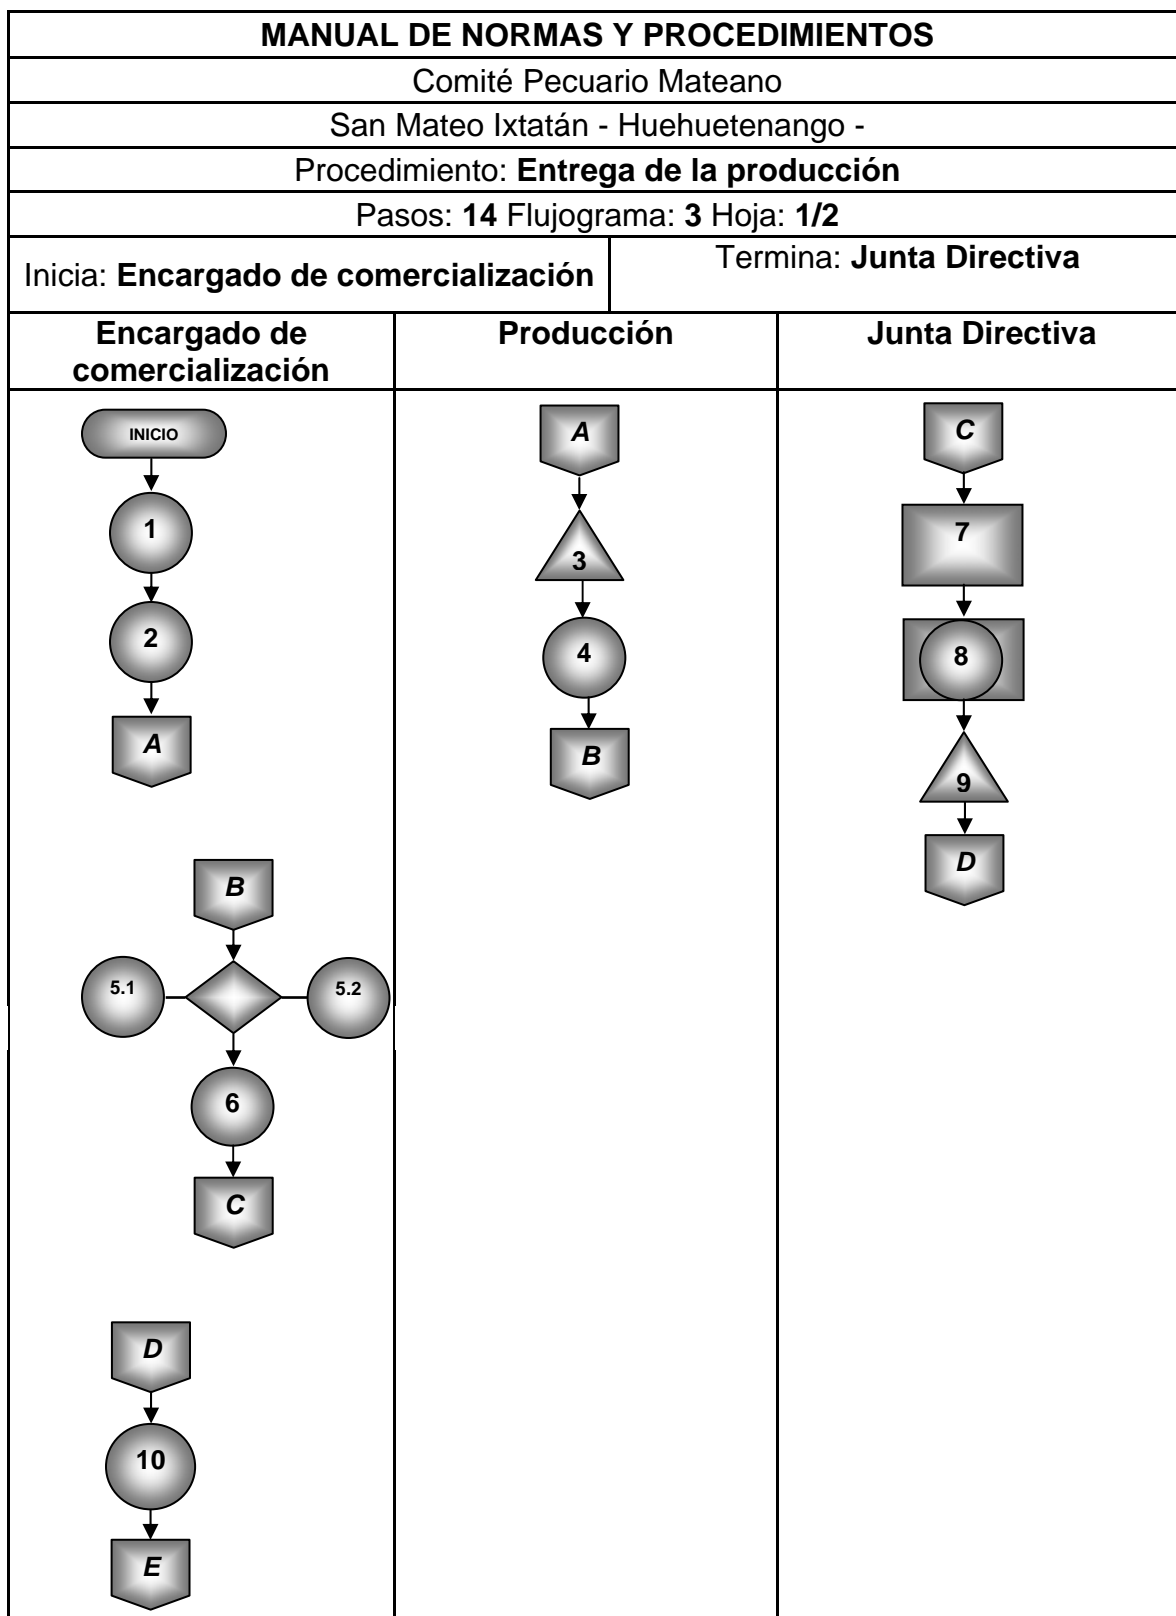 MANUAL DE NORMAS Y PROCEDIMIENTOS
Comité Pecuario Mateano
San Mateo Ixtatán - Huehuetenango -
Procedimiento: Entrega de la producción
Pasos: 14 Flujograma: 3 Hoja: 1/2
Inicia: Encargado de comercialización
Termina: Junta Directiva
Encargado de
comercialización
Producción
Junta Directiva
INICIO
1
2
A
B
5.1
5.2
6
C
D
10
E
A
3
4
B
C
7
8
9
D